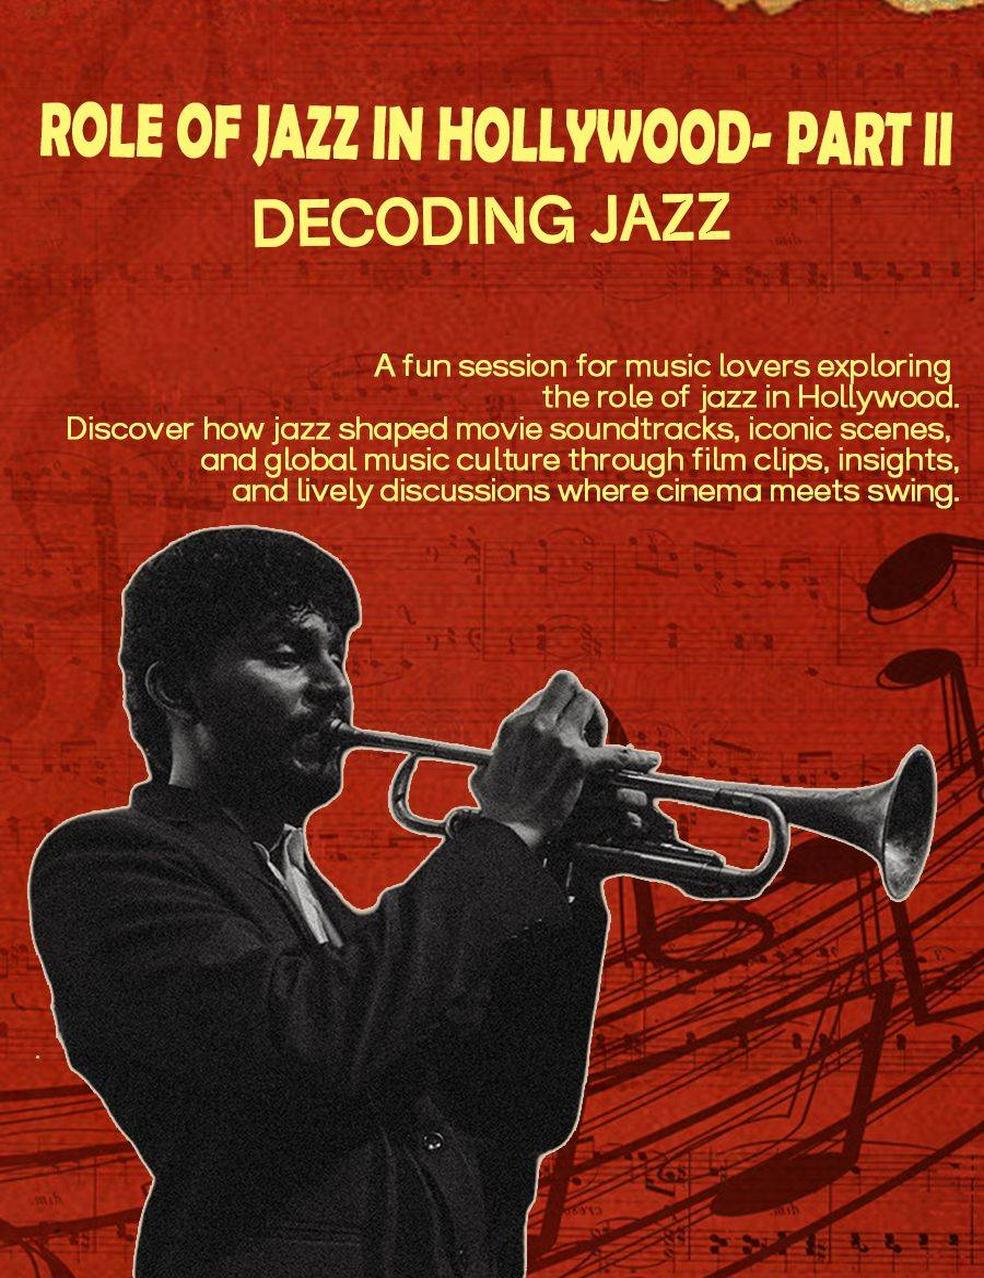 ROLE OF JAZZ IN HOLLYWOOD- PART II
DECODING JAZZ
A fun session for music lovers exploring
the role of jazz in Hollywood.
Discover how jazz shaped movie soundtracks, iconic scenes,
and global music culture through film clips, insights,
and lively discussions where cinema meets swing.